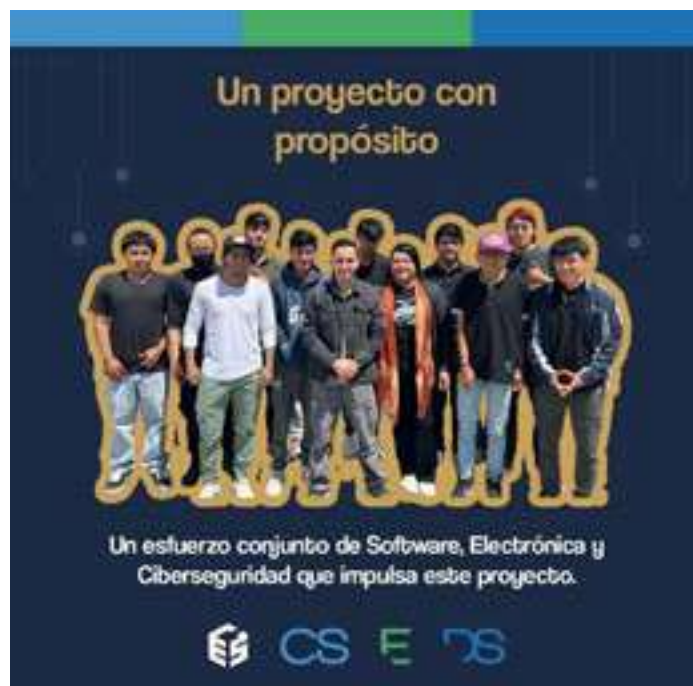 Un proyecto con
propósito
Un esfuerzo conjunto de Software, Electrónica y
Ciberseguridad que impulsa este proyecto.
CS E DS